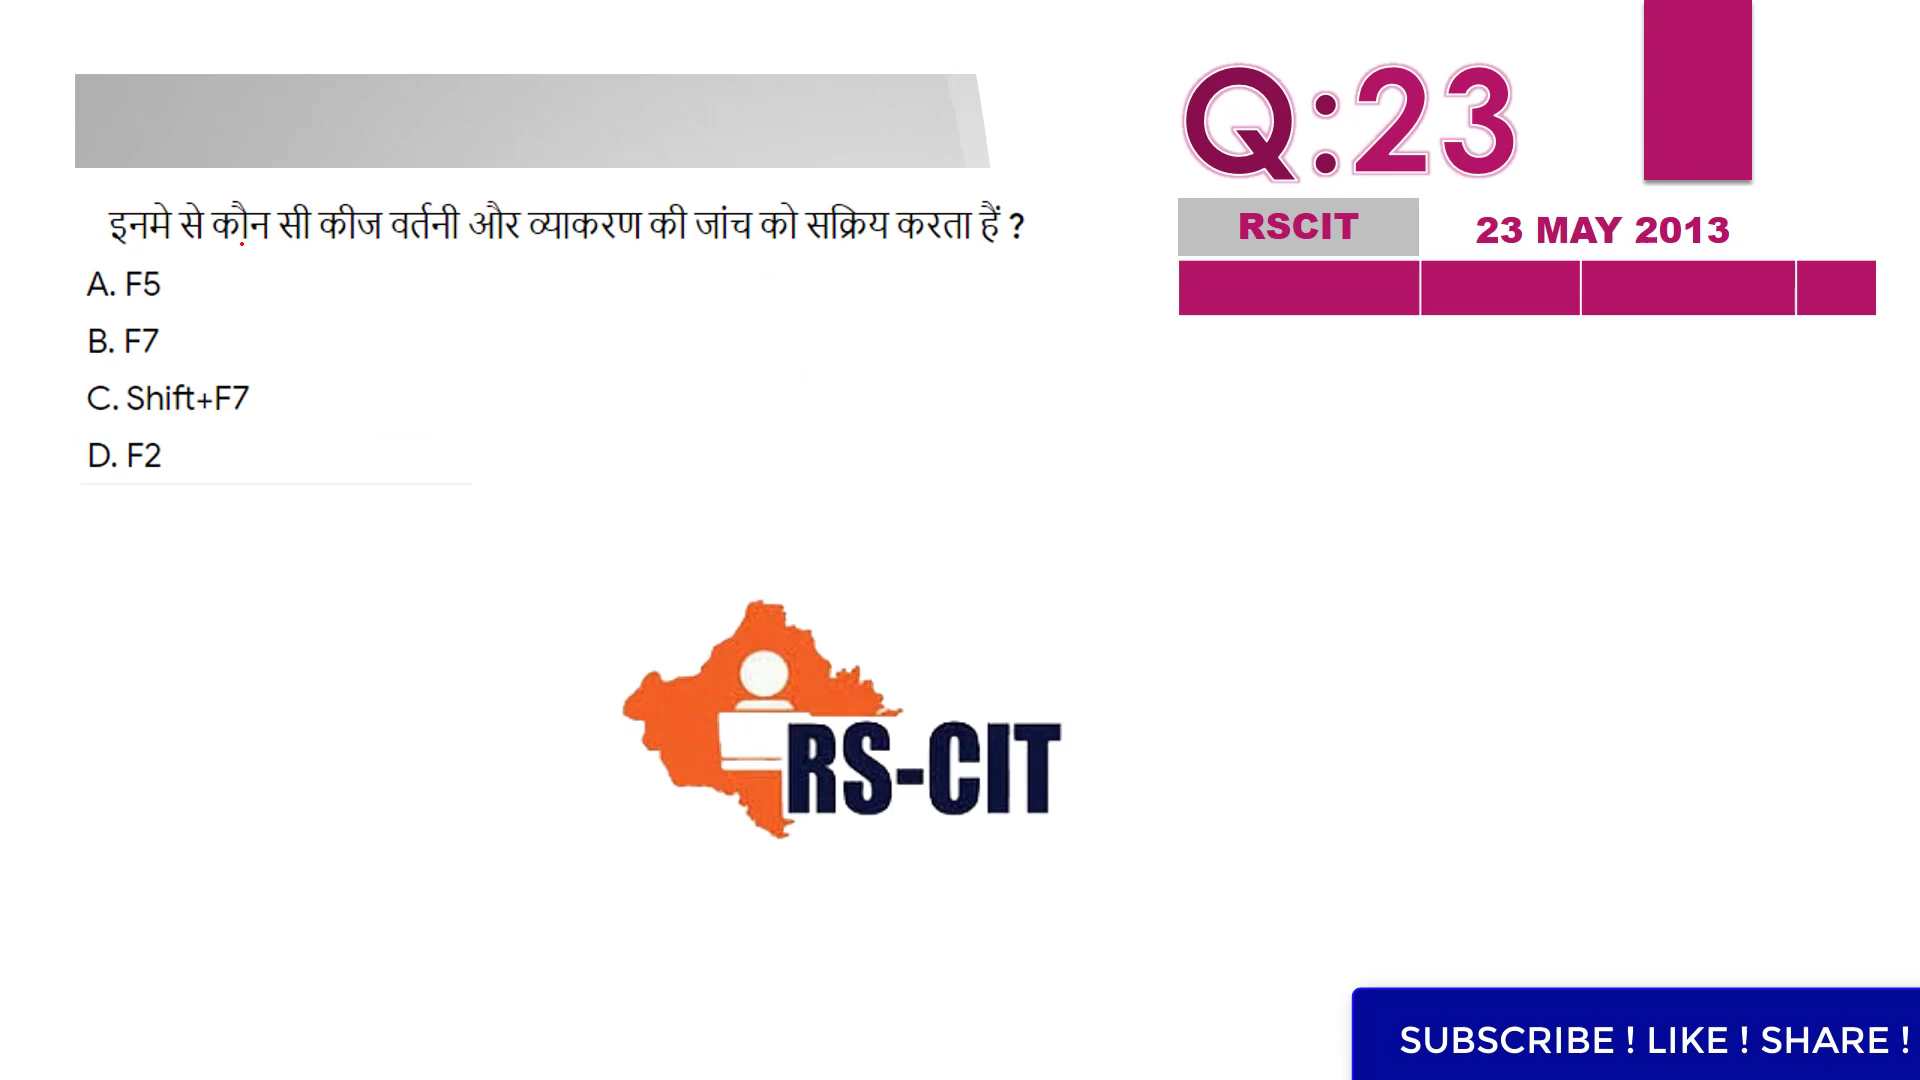 Q:23
RSCIT
23 MAY 2013
इनमे से कौन सी कीज वर्तनी और व्याकरण की जांच को सक्रिय करता हैं ?
A. F5
B. F7
C. Shift+F7
D. F2
RS-CIT
SUBSCRIBE ! LIKE ! SHARE !